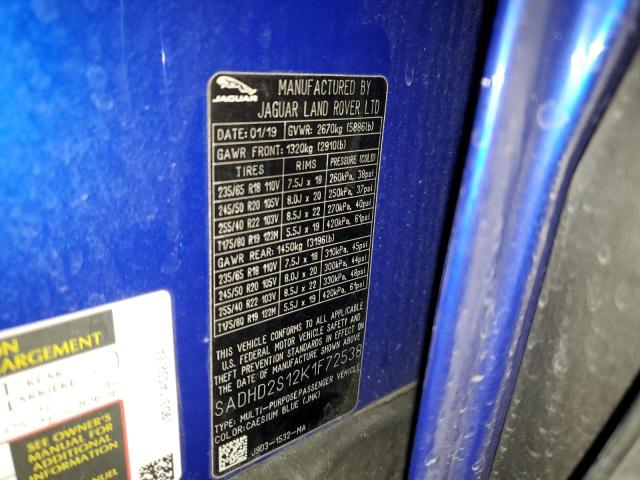 JAGUAR
MANUFACTURED BY
JAGUAR LAND ROVER LTD
DATE: 01/19 GVWR: 2670kg (5886lb)
GAWR FRONT: 1320kg (2910lb)
TIRES RIMS PRESSURE (COLD)
235/65 R18 110V 7.5J x 18 260kPa, 38psi
245/50 R20 105V 8.0J x 20 250kPa, 37psi
255/40 R22 103V 8.5J x 22 270kPa, 40psi
T175/80 R19 122M 5.5J x 19 420kPa, 61psi
GAWR REAR: 1450kg (3196lb)
235/65 R18 110V 7.5J x 18 310kPa, 45psi
245/50 R20 105V 8.0J x 20 300kPa, 44psi
255/40 R22 103V 8.5J x 22 330kPa, 48psi
T175/80 R19 122M 5.5J x 19 420kPa, 61psi
THIS VEHICLE CONFORMS TO ALL APPLICABLE
U.S. FEDERAL MOTOR VEHICLE SAFETY AND
THEFT PREVENTION STANDARDS IN EFFECT
ON THE DATE OF MANUFACTURE SHOWN ABOVE
SADHD2S12K1F72538
TYPE: MULTI-PURPOSE PASSENGER VEHICLE
COLOR: CAESIUM BLUE (JMK)
J9D3-1532-MA
ON
ARGEMENT
REAR
ARRIÈRE
SEE OWNER'S
MANUAL FOR
ADDITIONAL
INFORMATION